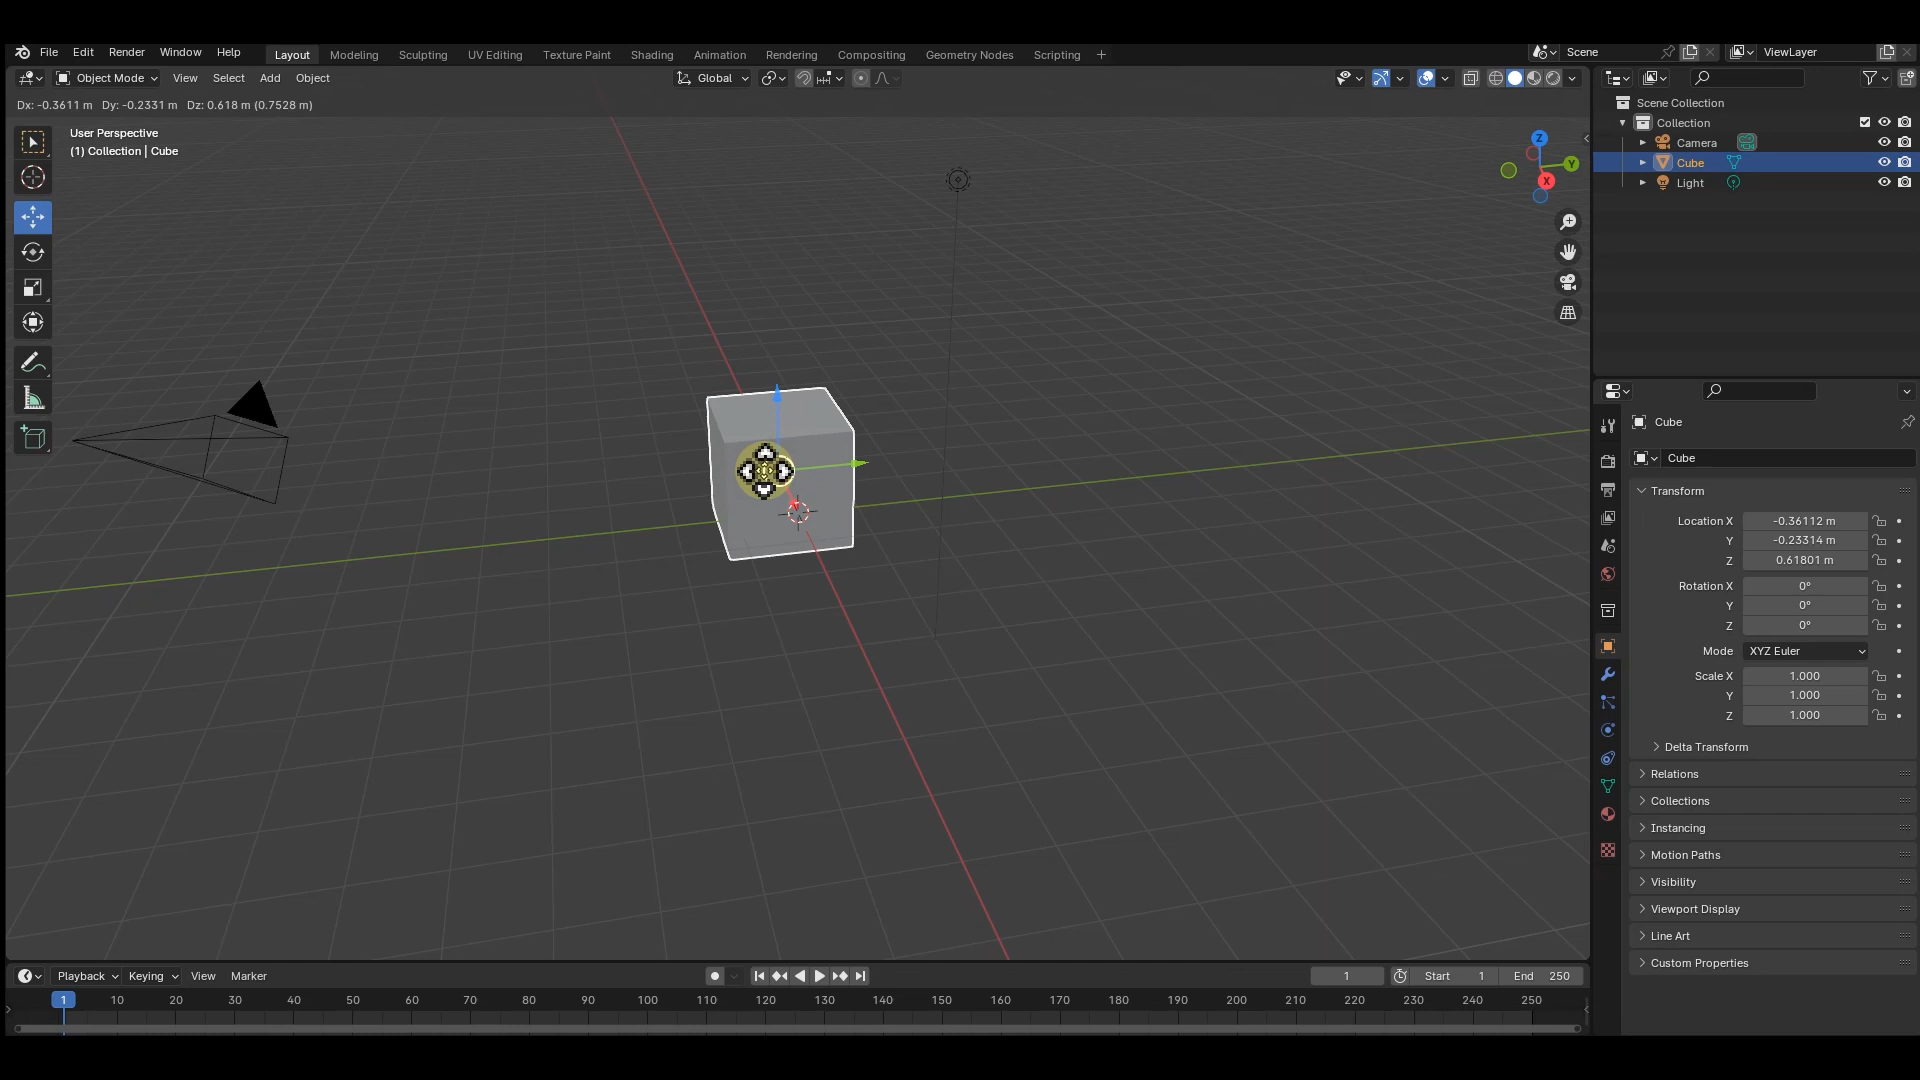 File Edit Render Window Help Layout Modeling Sculpting UV Editing Texture Paint Shading Animation Rendering Compositing Geometry Nodes Scripting + Scene ViewLayer
Object Mode View Select Add Object Global
Dx: -0.3611 m Dy: -0.2331 m Dz: 0.618 m (0.7528 m)
User Perspective
(1) Collection | Cube
Z
Y
X
Scene Collection
Collection
Camera
Cube
Light
Cube
Cube
Transform
Location X -0.36112 m
Y -0.23314 m
Z 0.61801 m
Rotation X 0°
Y 0°
Z 0°
Mode XYZ Euler
Scale X 1.000
Y 1.000
Z 1.000
Delta Transform
Relations
Collections
Instancing
Motion Paths
Visibility
Viewport Display
Line Art
Custom Properties
Playback Keying View Marker 1 Start 1 End 250
1 10 20 30 40 50 60 70 80 90 100 110 120 130 140 150 160 170 180 190 200 210 220 230 240 250